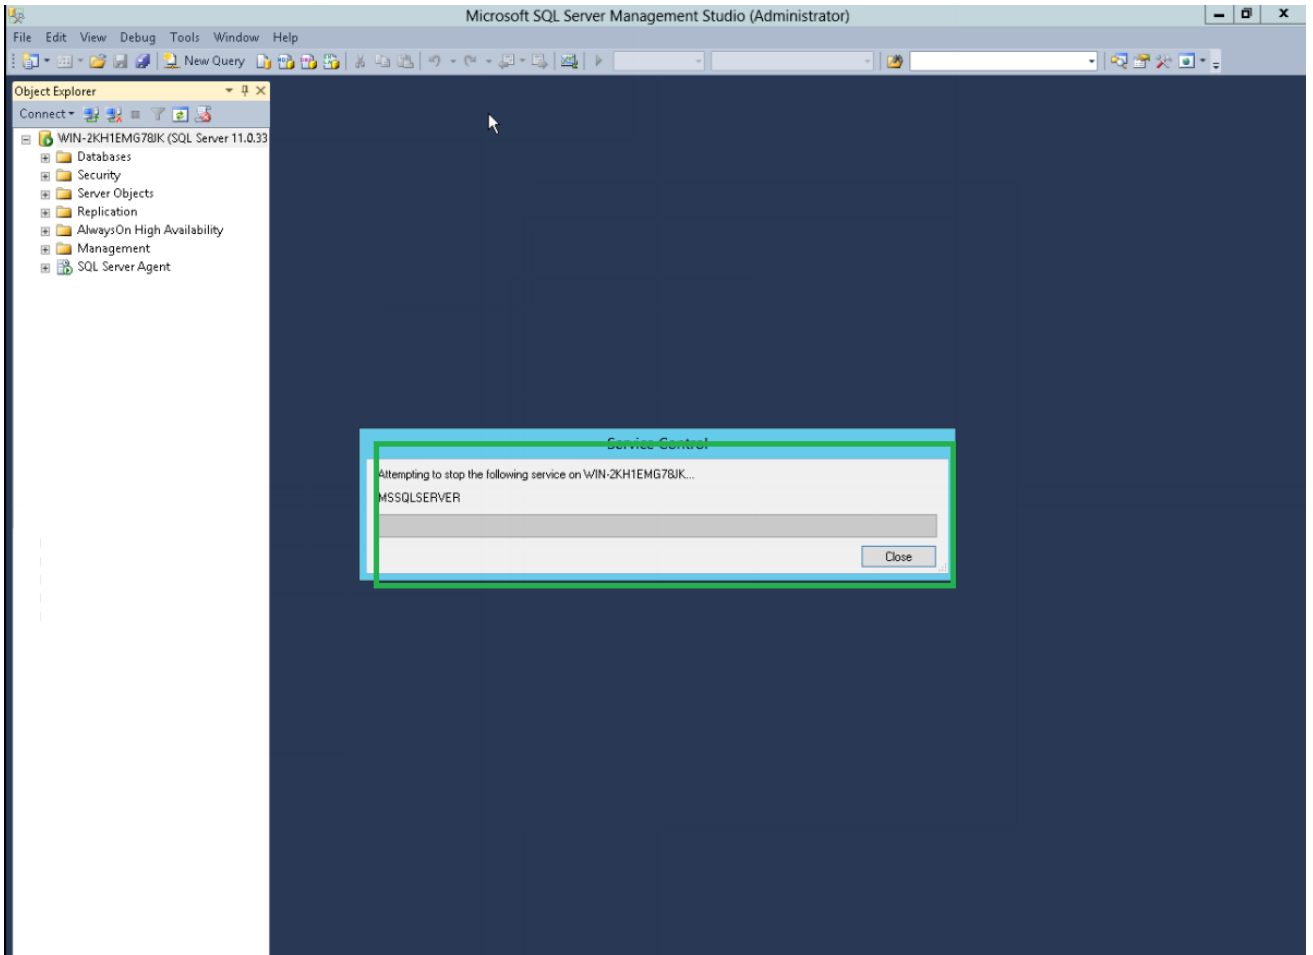 Microsoft SQL Server Management Studio (Administrator)
File Edit View Debug Tools Window Help
New Query
Object Explorer
Connect
WIN-2KH1EMG78JK (SQL Server 11.0.33
Databases
Security
Server Objects
Replication
AlwaysOn High Availability
Management
SQL Server Agent
Service Control
Attempting to stop the following service on WIN-2KH1EMG78JK...
MSSQLSERVER
Close